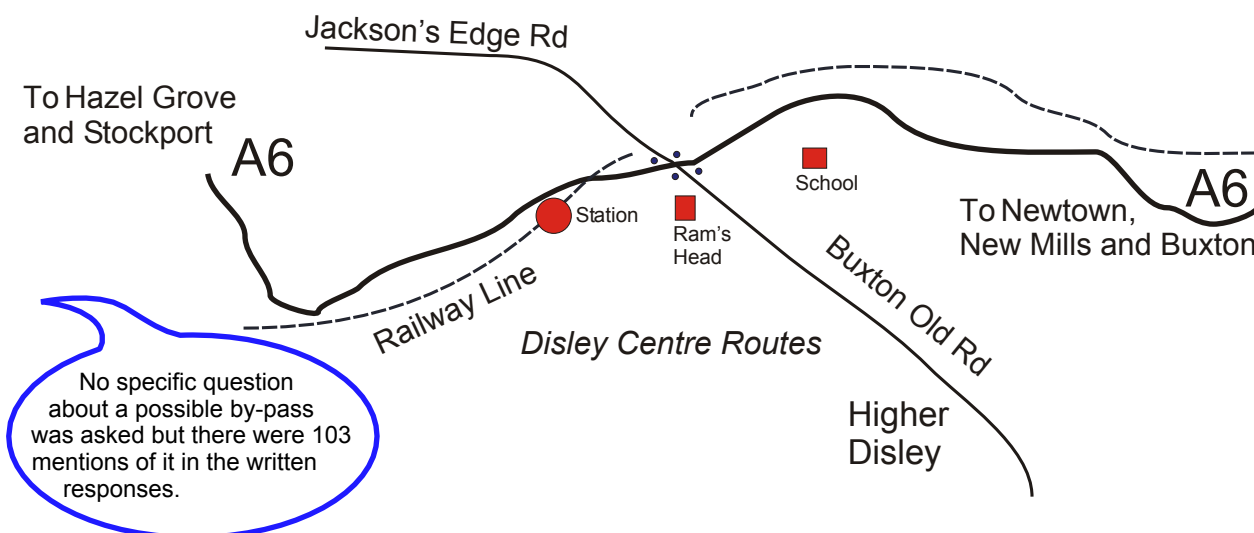 Jackson's Edge Rd
To Hazel Grove
and Stockport
A6
Station
Ram's
Head
School
A6
To Newtown,
New Mills and Buxton
Railway Line
Buxton Old Rd
Disley Centre Routes
Higher
Disley
No specific question
about a possible by-pass
was asked but there were 103
mentions of it in the written
responses.